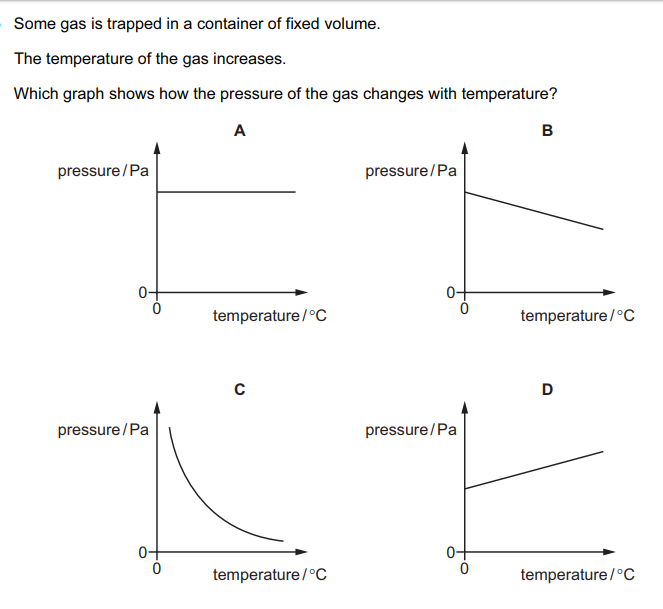 Some gas is trapped in a container of fixed volume.
The temperature of the gas increases.
Which graph shows how the pressure of the gas changes with temperature?
A
B
pressure / Pa
pressure / Pa
0
0
0
0
temperature / °C
temperature / °C
C
D
pressure / Pa
pressure / Pa
0
0
0
0
temperature / °C
temperature / °C